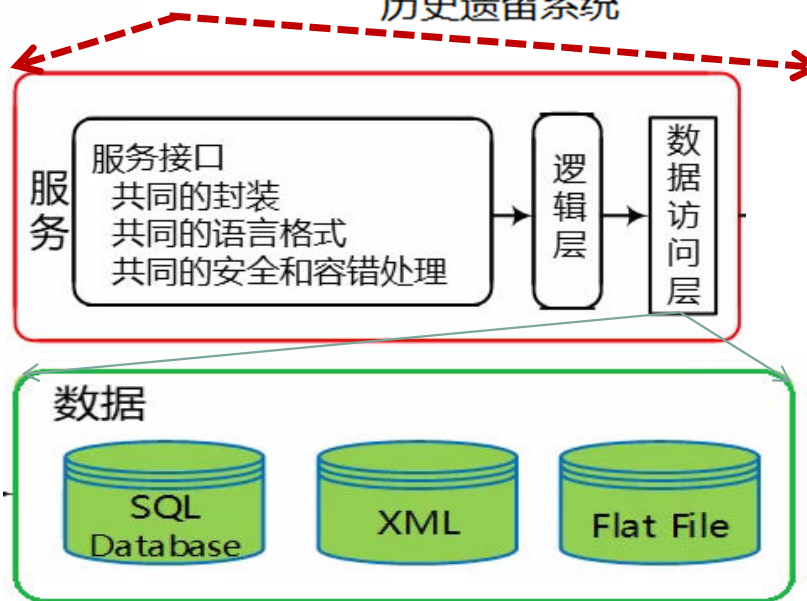 历史遗留系统
服务
服务接口
共同的封装
共同的语言格式
共同的安全和容错处理
逻辑层
数据访问层
数据
SQL
Database
XML
Flat File